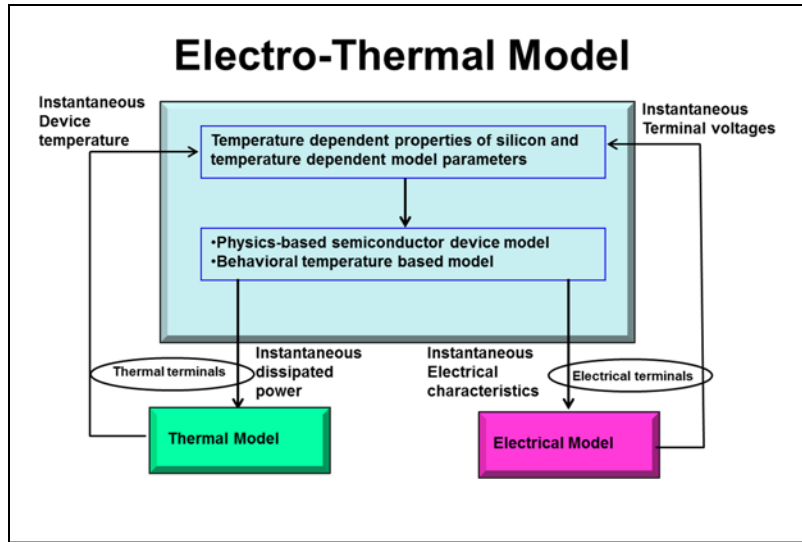 Electro-Thermal Model
Instantaneous
Device
temperature
Instantaneous
Terminal voltages
Temperature dependent properties of silicon and
temperature dependent model parameters
•Physics-based semiconductor device model
•Behavioral temperature based model
Thermal terminals
Instantaneous
dissipated
power
Instantaneous
Electrical
characteristics
Electrical terminals
Thermal Model
Electrical Model